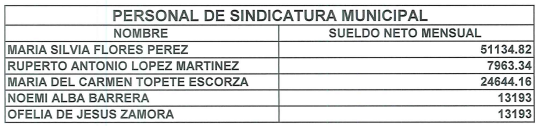 PERSONAL DE SINDICATURA MUNICIPAL
NOMBRE SUELDO NETO MENSUAL
MARIA SILVIA FLORES PEREZ 51134.82
RUPERTO ANTONIO LOPEZ MARTINEZ 7963.34
MARIA DEL CARMEN TOPETE ESCORZA 24644.16
NOEMI ALBA BARRERA 13193
OFELIA DE JESUS ZAMORA 13193